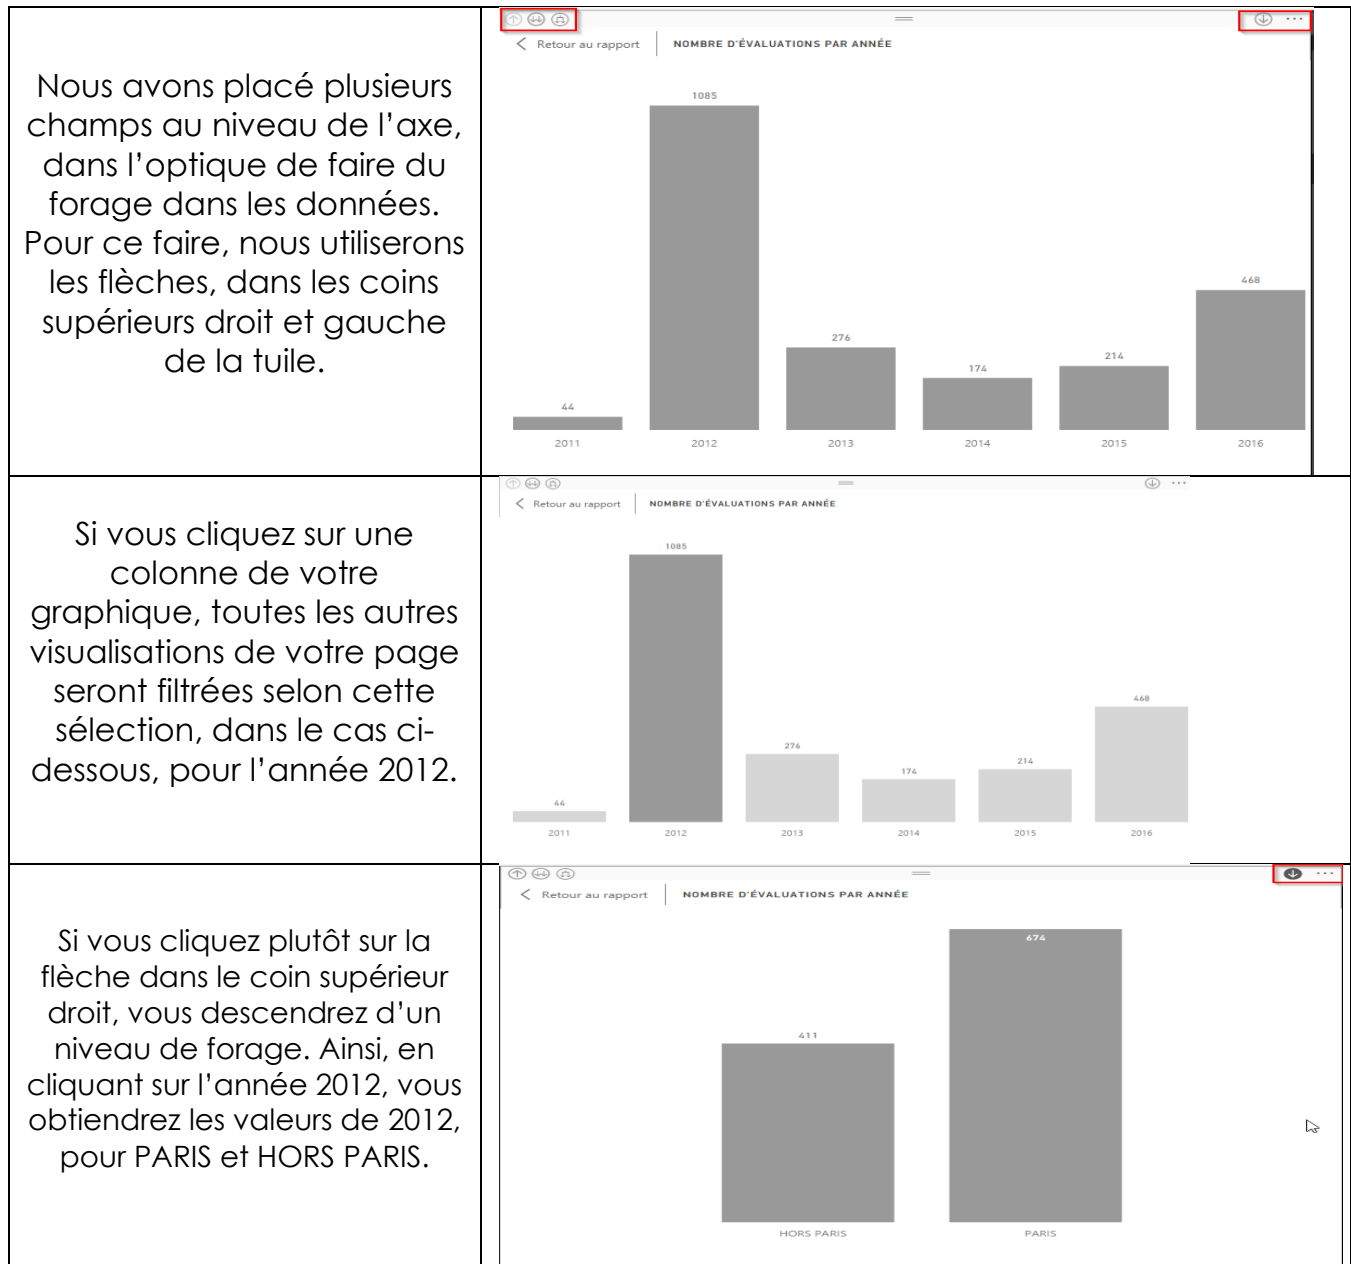 Nous avons placé plusieurs
champs au niveau de l’axe,
dans l’optique de faire du
forage dans les données.
Pour ce faire, nous utiliserons
les flèches, dans les coins
supérieurs droit et gauche
de la tuile.
Retour au rapport
NOMBRE D'ÉVALUATIONS PAR ANNÉE
1085
468
276
174
214
44
2011 2012 2013 2014 2015 2016
Si vous cliquez sur une
colonne de votre
graphique, toutes les autres
visualisations de votre page
seront filtrées selon cette
sélection, dans le cas ci-
dessous, pour l’année 2012.
Retour au rapport
NOMBRE D'ÉVALUATIONS PAR ANNÉE
1085
468
276
174
214
44
2011 2012 2013 2014 2015 2016
Si vous cliquez plutôt sur la
flèche dans le coin supérieur
droit, vous descendrez d’un
niveau de forage. Ainsi, en
cliquant sur l’année 2012, vous
obtiendrez les valeurs de 2012,
pour PARIS et HORS PARIS.
Retour au rapport
NOMBRE D'ÉVALUATIONS PAR ANNÉE
674
411
HORS PARIS PARIS